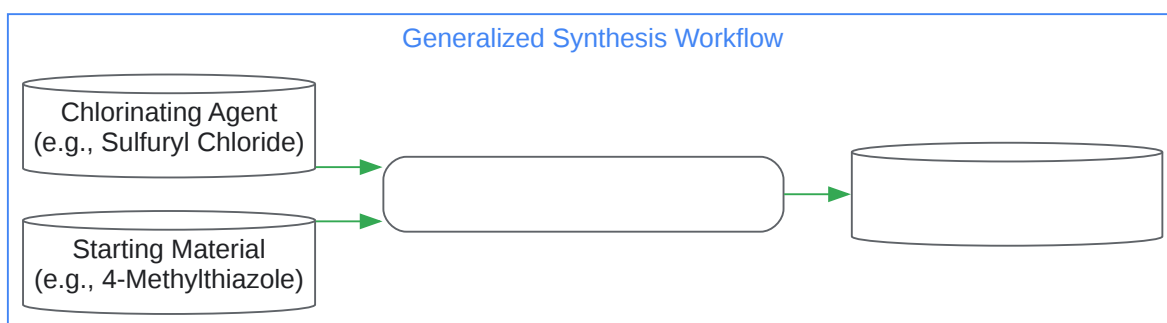 Generalized Synthesis Workflow
Chlorinating Agent
(e.g., Sulfuryl Chloride)
Starting Material
(e.g., 4-Methylthiazole)